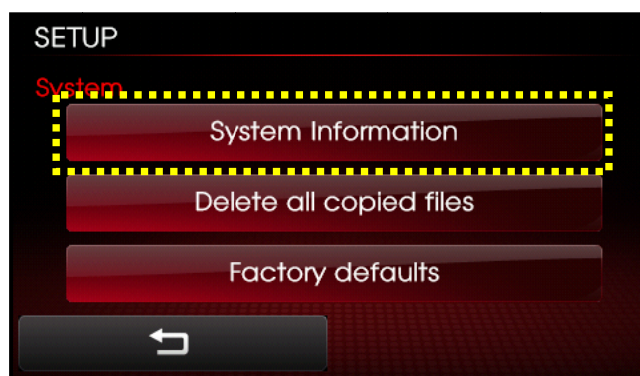 SETUP
System
System Information
Delete all copied files
Factory defaults